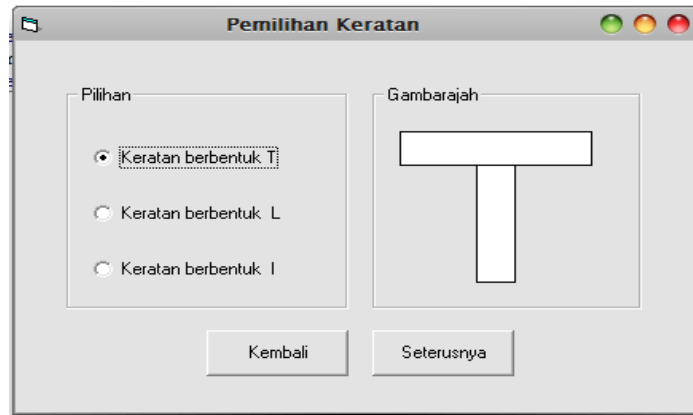 Pemilihan Keratan
Pilihan
Keratan berbentuk T
Keratan berbentuk L
Keratan berbentuk I
Gambarajah
Kembali
Seterusnya